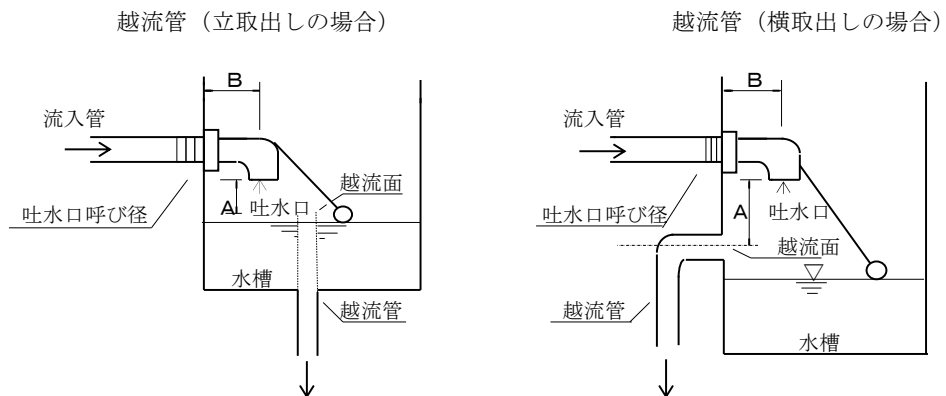 越流管（立取出しの場合）
B
流入管
越流面
A
吐水口
吐水口呼び径
水槽
越流管
越流管（横取出しの場合）
B
流入管
A
吐水口
吐水口呼び径
越流面
越流管
水槽